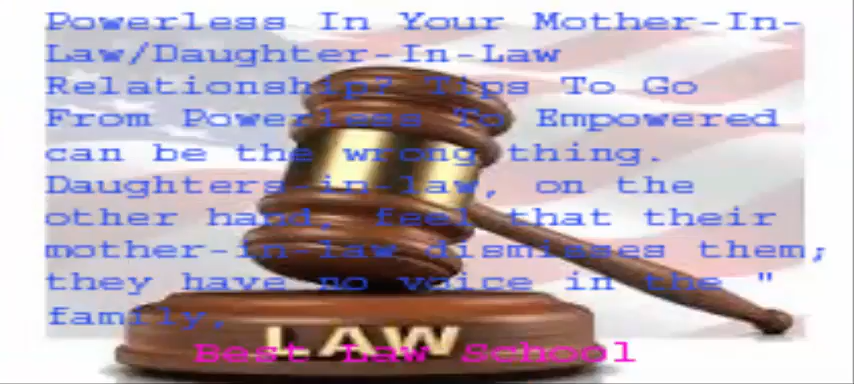 Powerless In Your Mother-In-
Law/Daughter-In-Law
Relationship? Tips To Go
From Powerless To Empowered
can be the wrong thing.
Daughters-in-law, on the
other hand, feel that their
mother-in-law dismisses them;
they have no voice in the "
family,
LAW
Best Law School